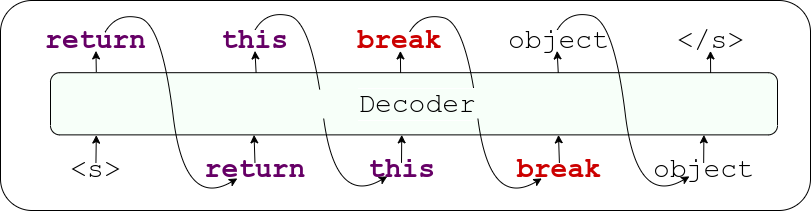 return this break object </s>
Decoder
<s> return this break object